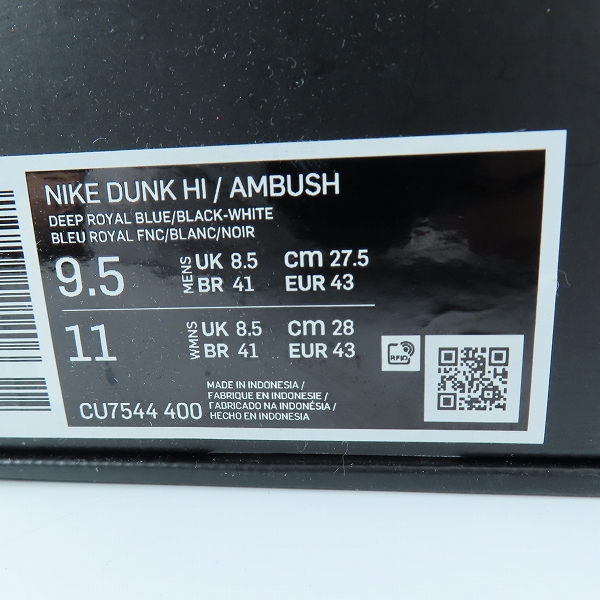 NIKE DUNK HI / AMBUSH
DEEP ROYAL BLUE/BLACK-WHITE
BLEU ROYAL FNC/BLANC/NOIR
9.5 MENS UK 8.5 CM 27.5
BR 41 EUR 43
11 WMNS UK 8.5 CM 28
BR 41 EUR 43
RFID
CU7544 400
MADE IN INDONESIA /
FABRIQUE EN INDONESIE /
FABRICADO NA INDONÉSIA /
HECHO EN INDONESIA